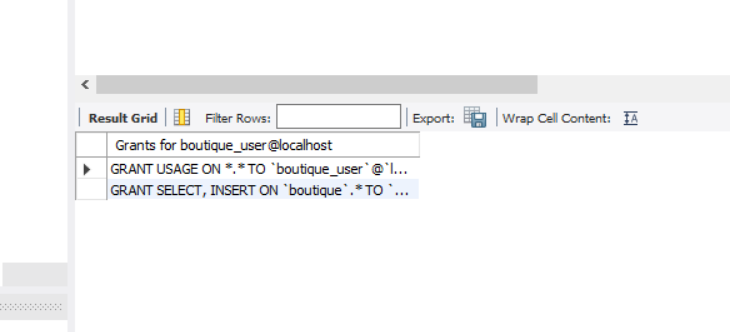 Result Grid Filter Rows: Export: Wrap Cell Content:
Grants for boutique_user@localhost
GRANT USAGE ON *.* TO `boutique_user`@`l...
GRANT SELECT, INSERT ON `boutique`.* TO `...